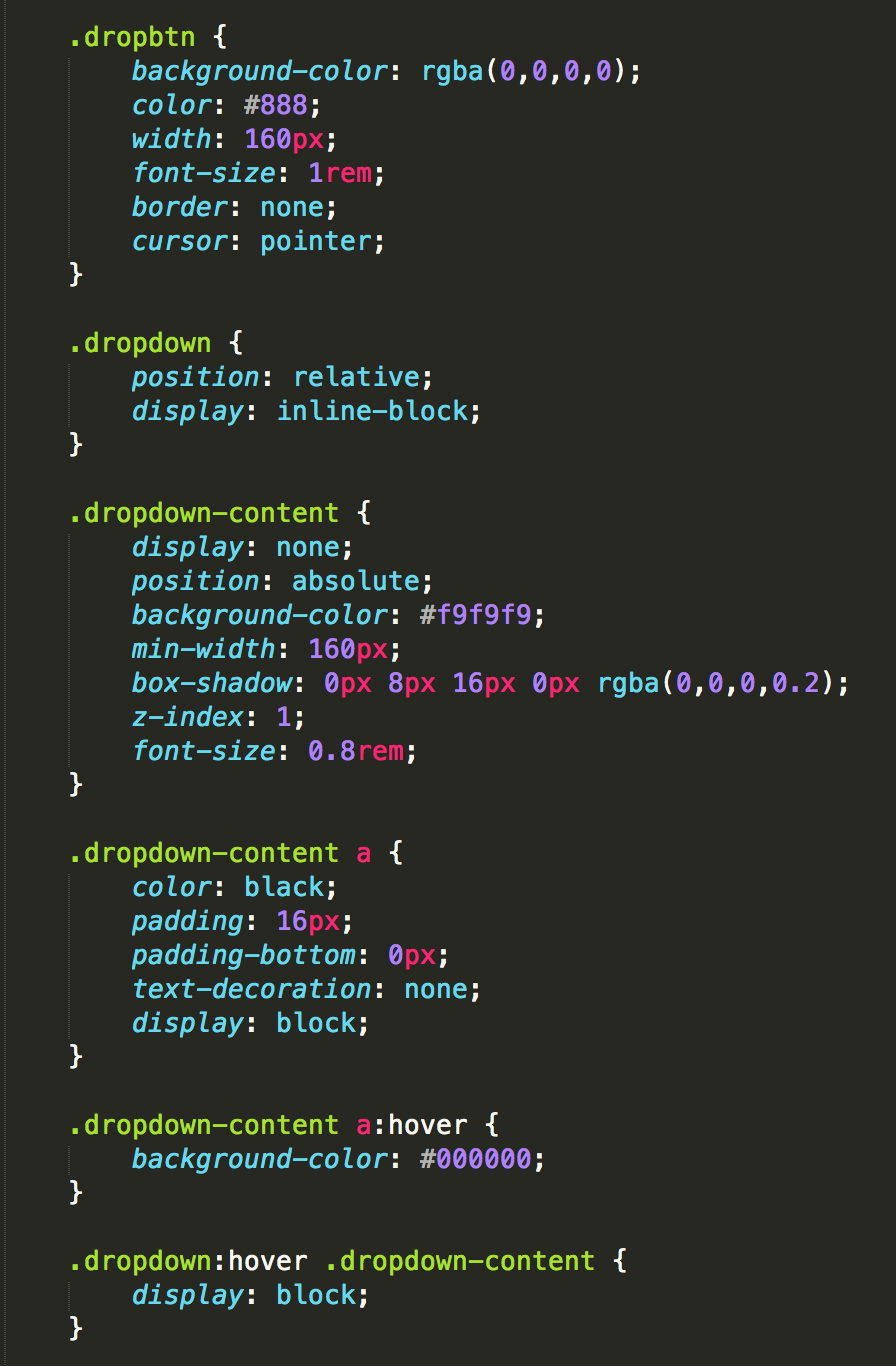 .dropbtn {
    background-color: rgba(0,0,0,0);
    color: #888;
    width: 160px;
    font-size: 1rem;
    border: none;
    cursor: pointer;
}

.dropdown {
    position: relative;
    display: inline-block;
}

.dropdown-content {
    display: none;
    position: absolute;
    background-color: #f9f9f9;
    min-width: 160px;
    box-shadow: 0px 8px 16px 0px rgba(0,0,0,0.2);
    z-index: 1;
    font-size: 0.8rem;
}

.dropdown-content a {
    color: black;
    padding: 16px;
    padding-bottom: 0px;
    text-decoration: none;
    display: block;
}

.dropdown-content a:hover {
    background-color: #000000;
}

.dropdown:hover .dropdown-content {
    display: block;
}